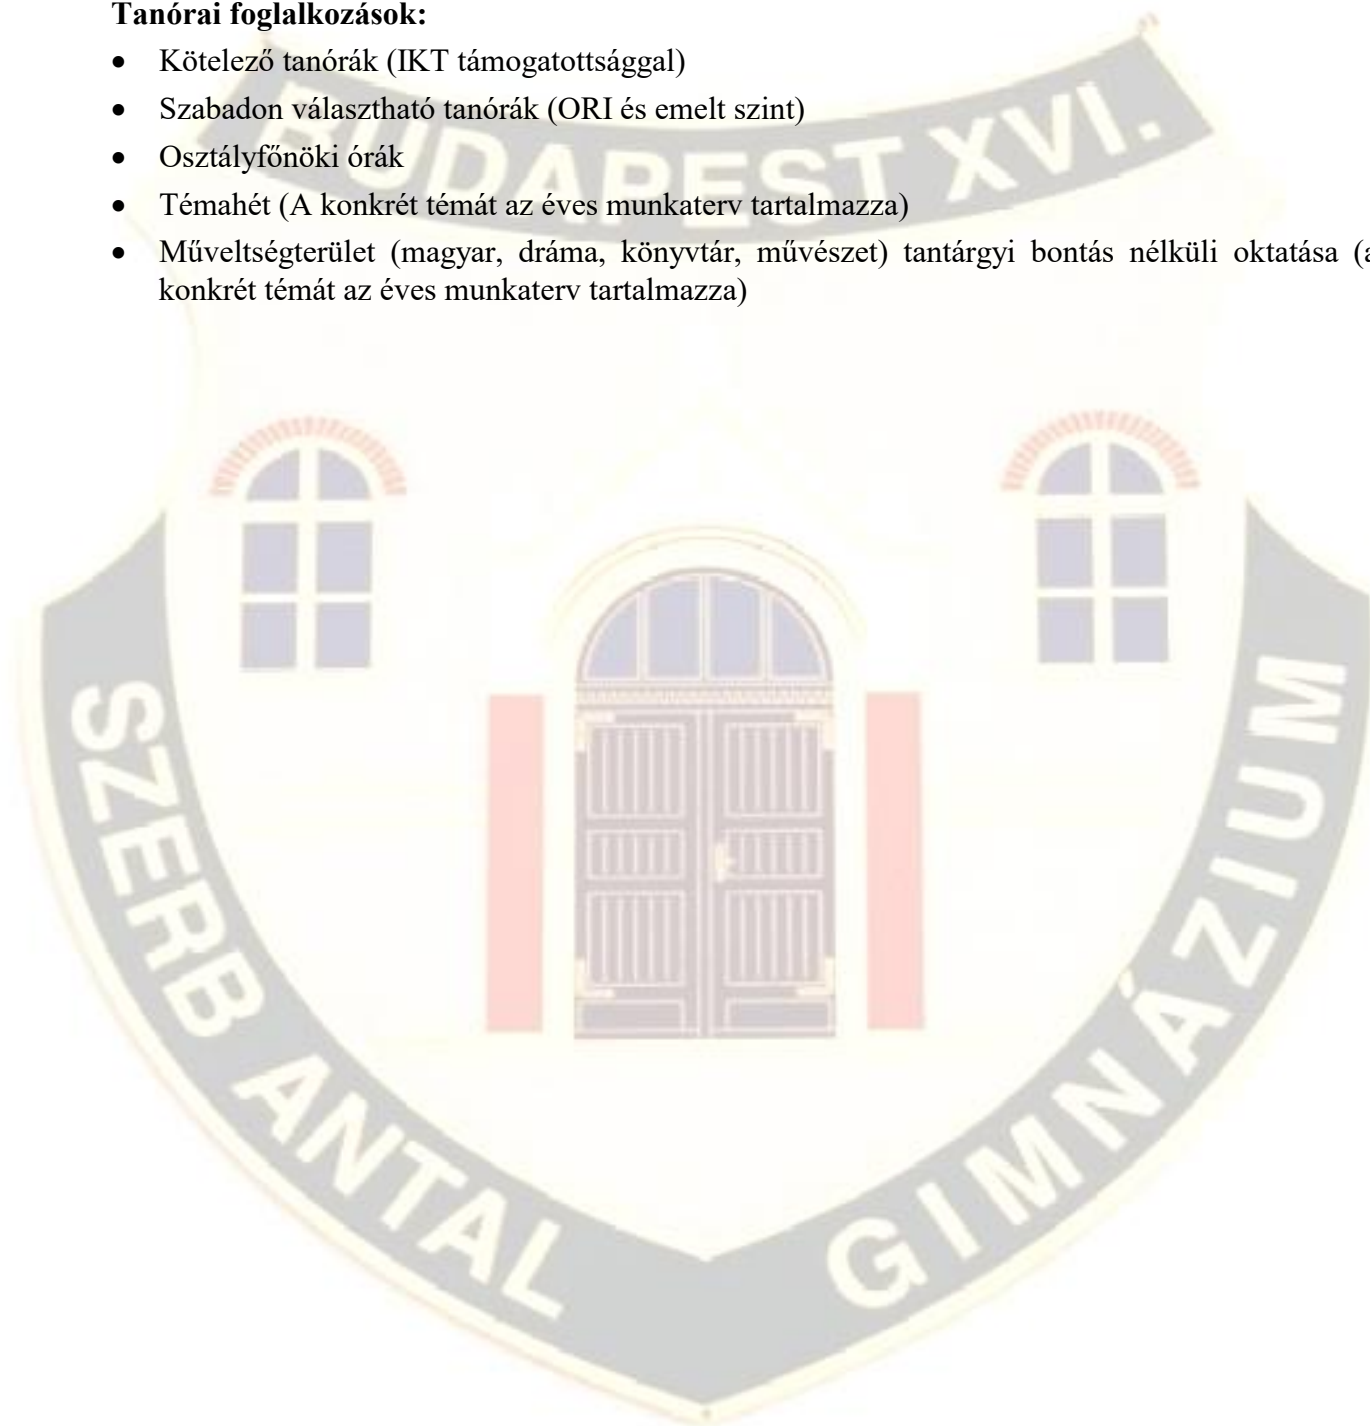 Tanórai foglalkozások:
• Kötelező tanórák (IKT támogatottsággal)
• Szabadon választható tanórák (ORI és emelt szint)
• Osztályfőnöki órák
• Témahét (A konkrét témát az éves munkaterv tartalmazza)
• Műveltségterület (magyar, dráma, könyvtár, művészet) tantárgyi bontás nélküli oktatása (a
konkrét témát az éves munkaterv tartalmazza)
BUDAPEST XVI.
SZERB ANTAL GIMNÁZIUM